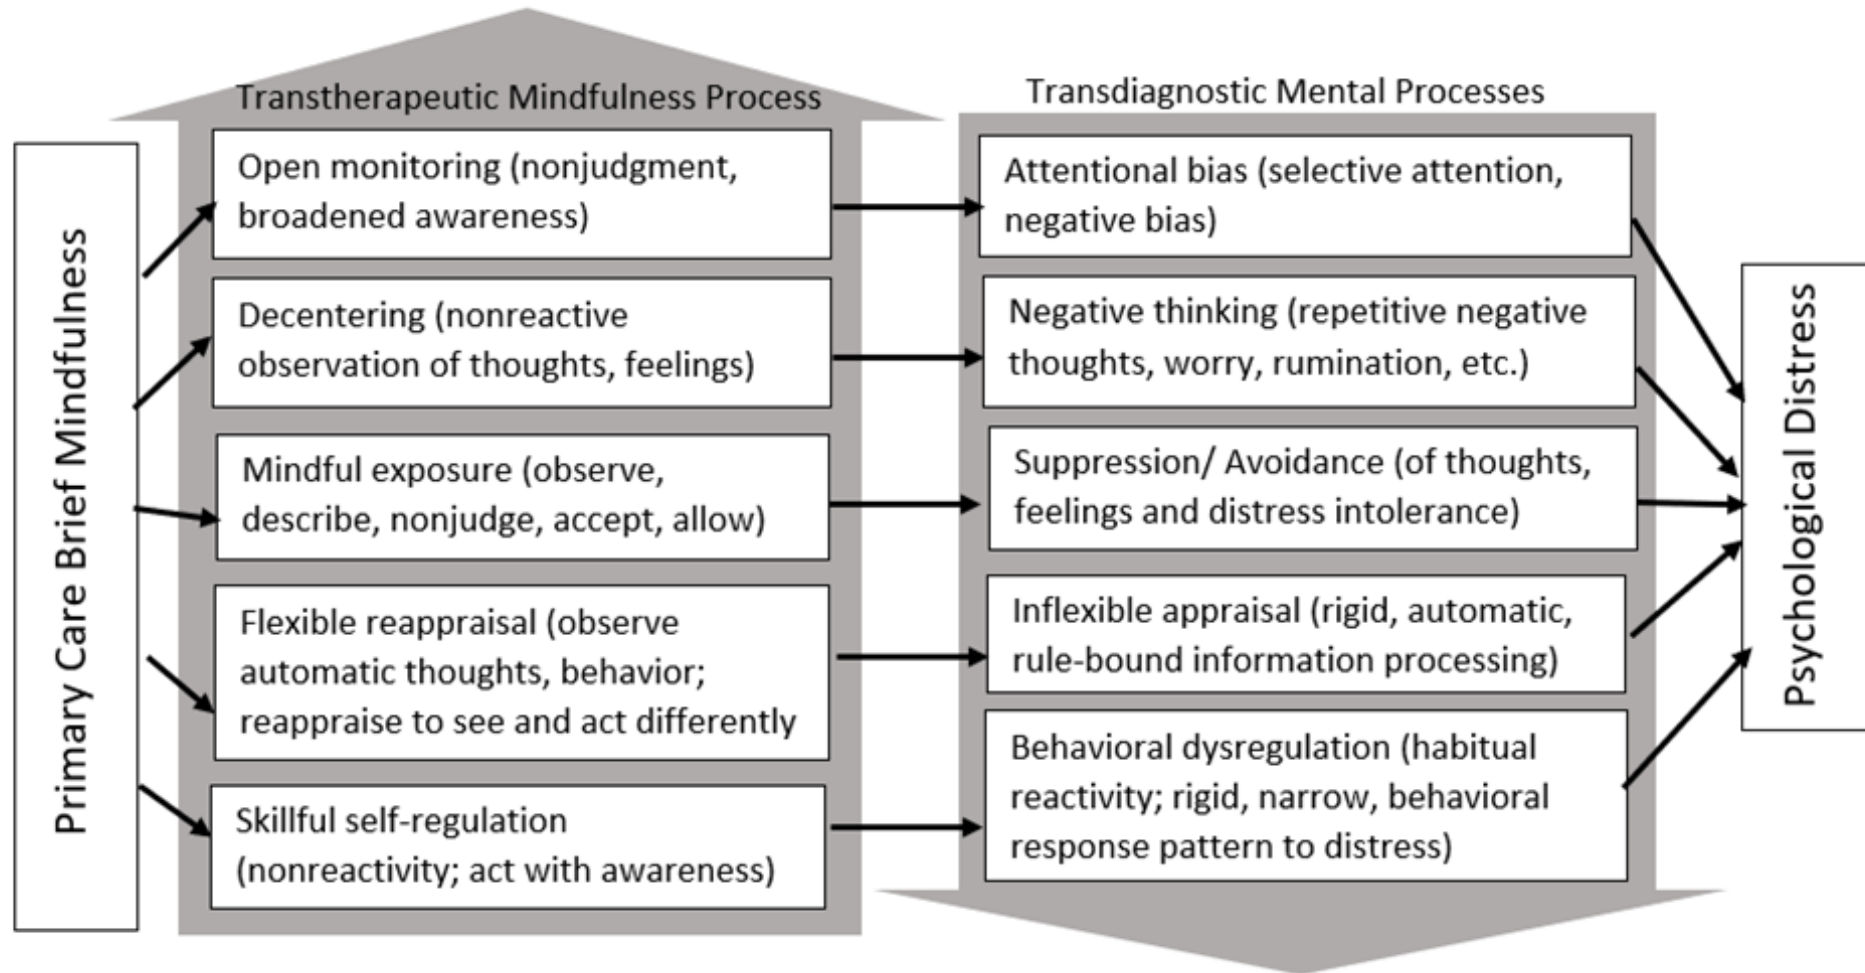 Primary Care Brief Mindfulness
Transtherapeutic Mindfulness Process
Open monitoring (nonjudgment,
broadened awareness)
Decentering (nonreactive
observation of thoughts, feelings)
Mindful exposure (observe,
describe, nonjudge, accept, allow)
Flexible reappraisal (observe
automatic thoughts, behavior;
reappraise to see and act differently
Skillful self-regulation
(nonreactivity; act with awareness)
Transdiagnostic Mental Processes
Attentional bias (selective attention,
negative bias)
Negative thinking (repetitive negative
thoughts, worry, rumination, etc.)
Suppression/ Avoidance (of thoughts,
feelings and distress intolerance)
Inflexible appraisal (rigid, automatic,
rule-bound information processing)
Behavioral dysregulation (habitual
reactivity; rigid, narrow, behavioral
response pattern to distress)
Psychological Distress